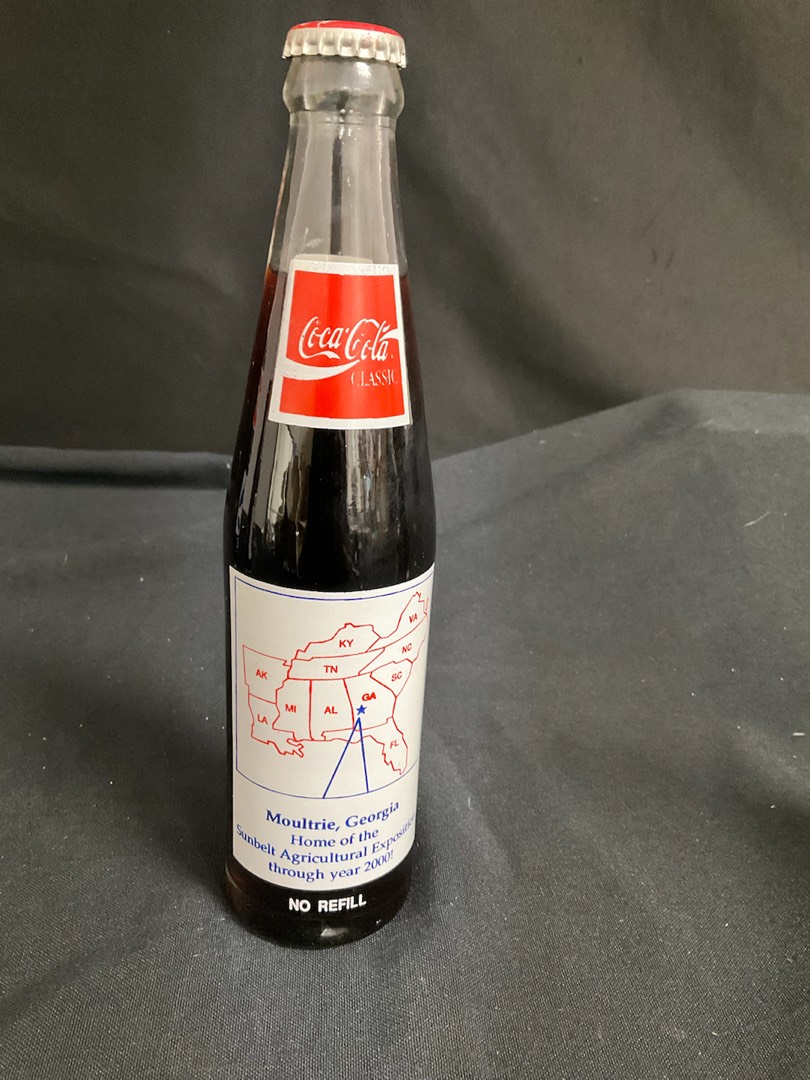 Coca-Cola
CLASSIC
VA
KY
NC
TN
AK
SC
GA
MI
AL
LA
FL
Moultrie, Georgia
Home of the
Sunbelt Agricultural Exposition
through year 2000!
NO REFILL